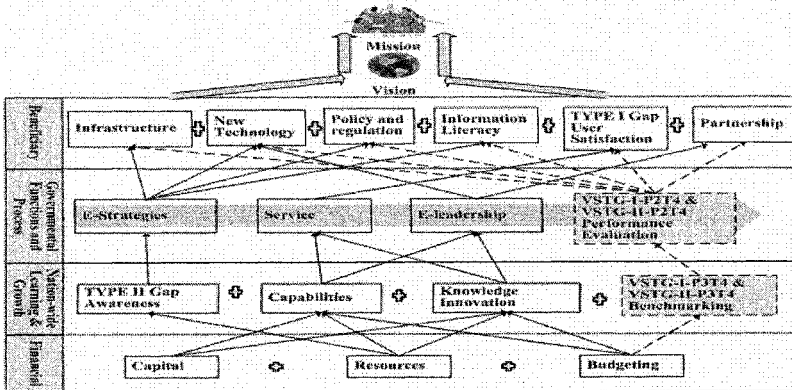 Mission
Vision
Beneficiary
Infrastructure
New
Technology
Policy and
regulation
Information
Literacy
TYPE I Gap
User
Satisfaction
Partnership
Governmental
Functions and
Process
E-Strategies
Service
E-leadership
VSTG-I-P2T4 &
VSTG-II-P2T4
Performance
Evaluation
Nation-wide
Learning &
Growth
TYPE II Gap
Awareness
Capabilities
Knowledge
Innovation
VSTG-I-P3T4 &
VSTG-II-P3T4
Benchmarking
Financial
Capital
Resources
Budgeting